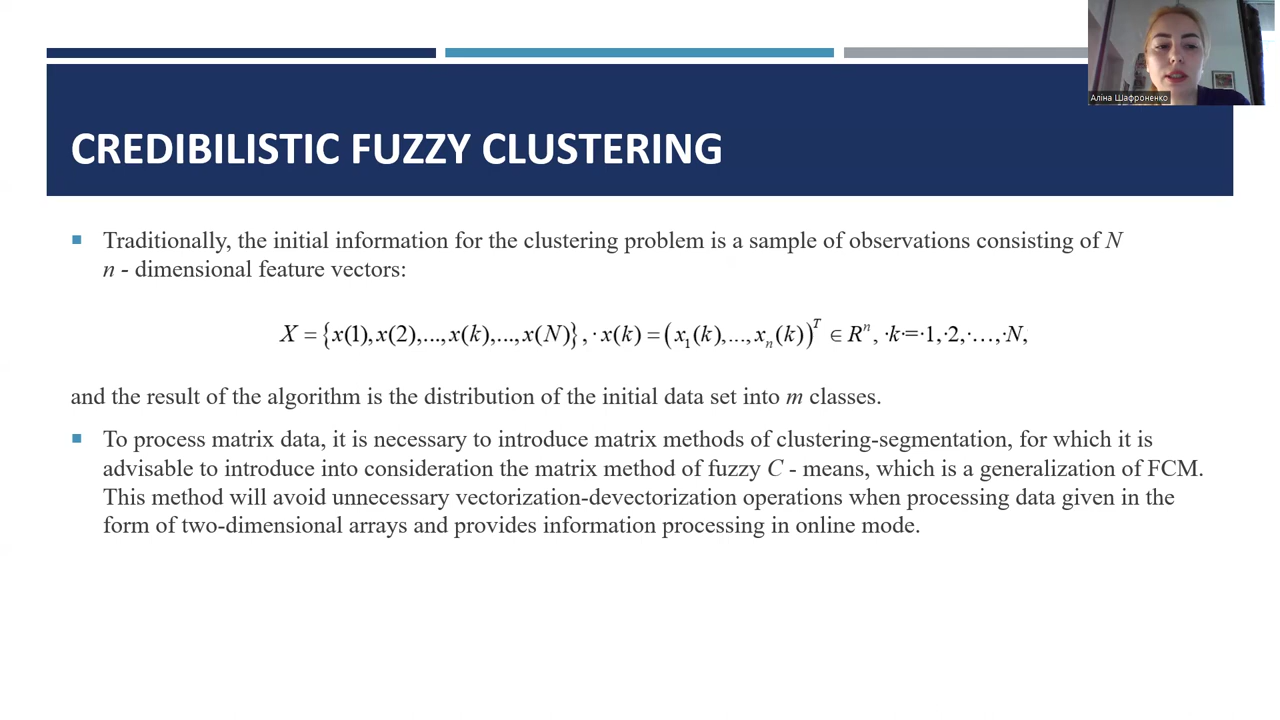 Аліна Шафроненко
CREDIBILISTIC FUZZY CLUSTERING
Traditionally, the initial information for the clustering problem is a sample of observations consisting of N
n - dimensional feature vectors:
X = {x(1), x(2),..., x(k),..., x(N)}, · x(k) = (x₁(k),..., xₙ(k))ᵀ ∈ Rⁿ, ·k·=·1,·2,·…,·N,
and the result of the algorithm is the distribution of the initial data set into m classes.
To process matrix data, it is necessary to introduce matrix methods of clustering-segmentation, for which it is
advisable to introduce into consideration the matrix method of fuzzy C - means, which is a generalization of FCM.
This method will avoid unnecessary vectorization-devectorization operations when processing data given in the
form of two-dimensional arrays and provides information processing in online mode.